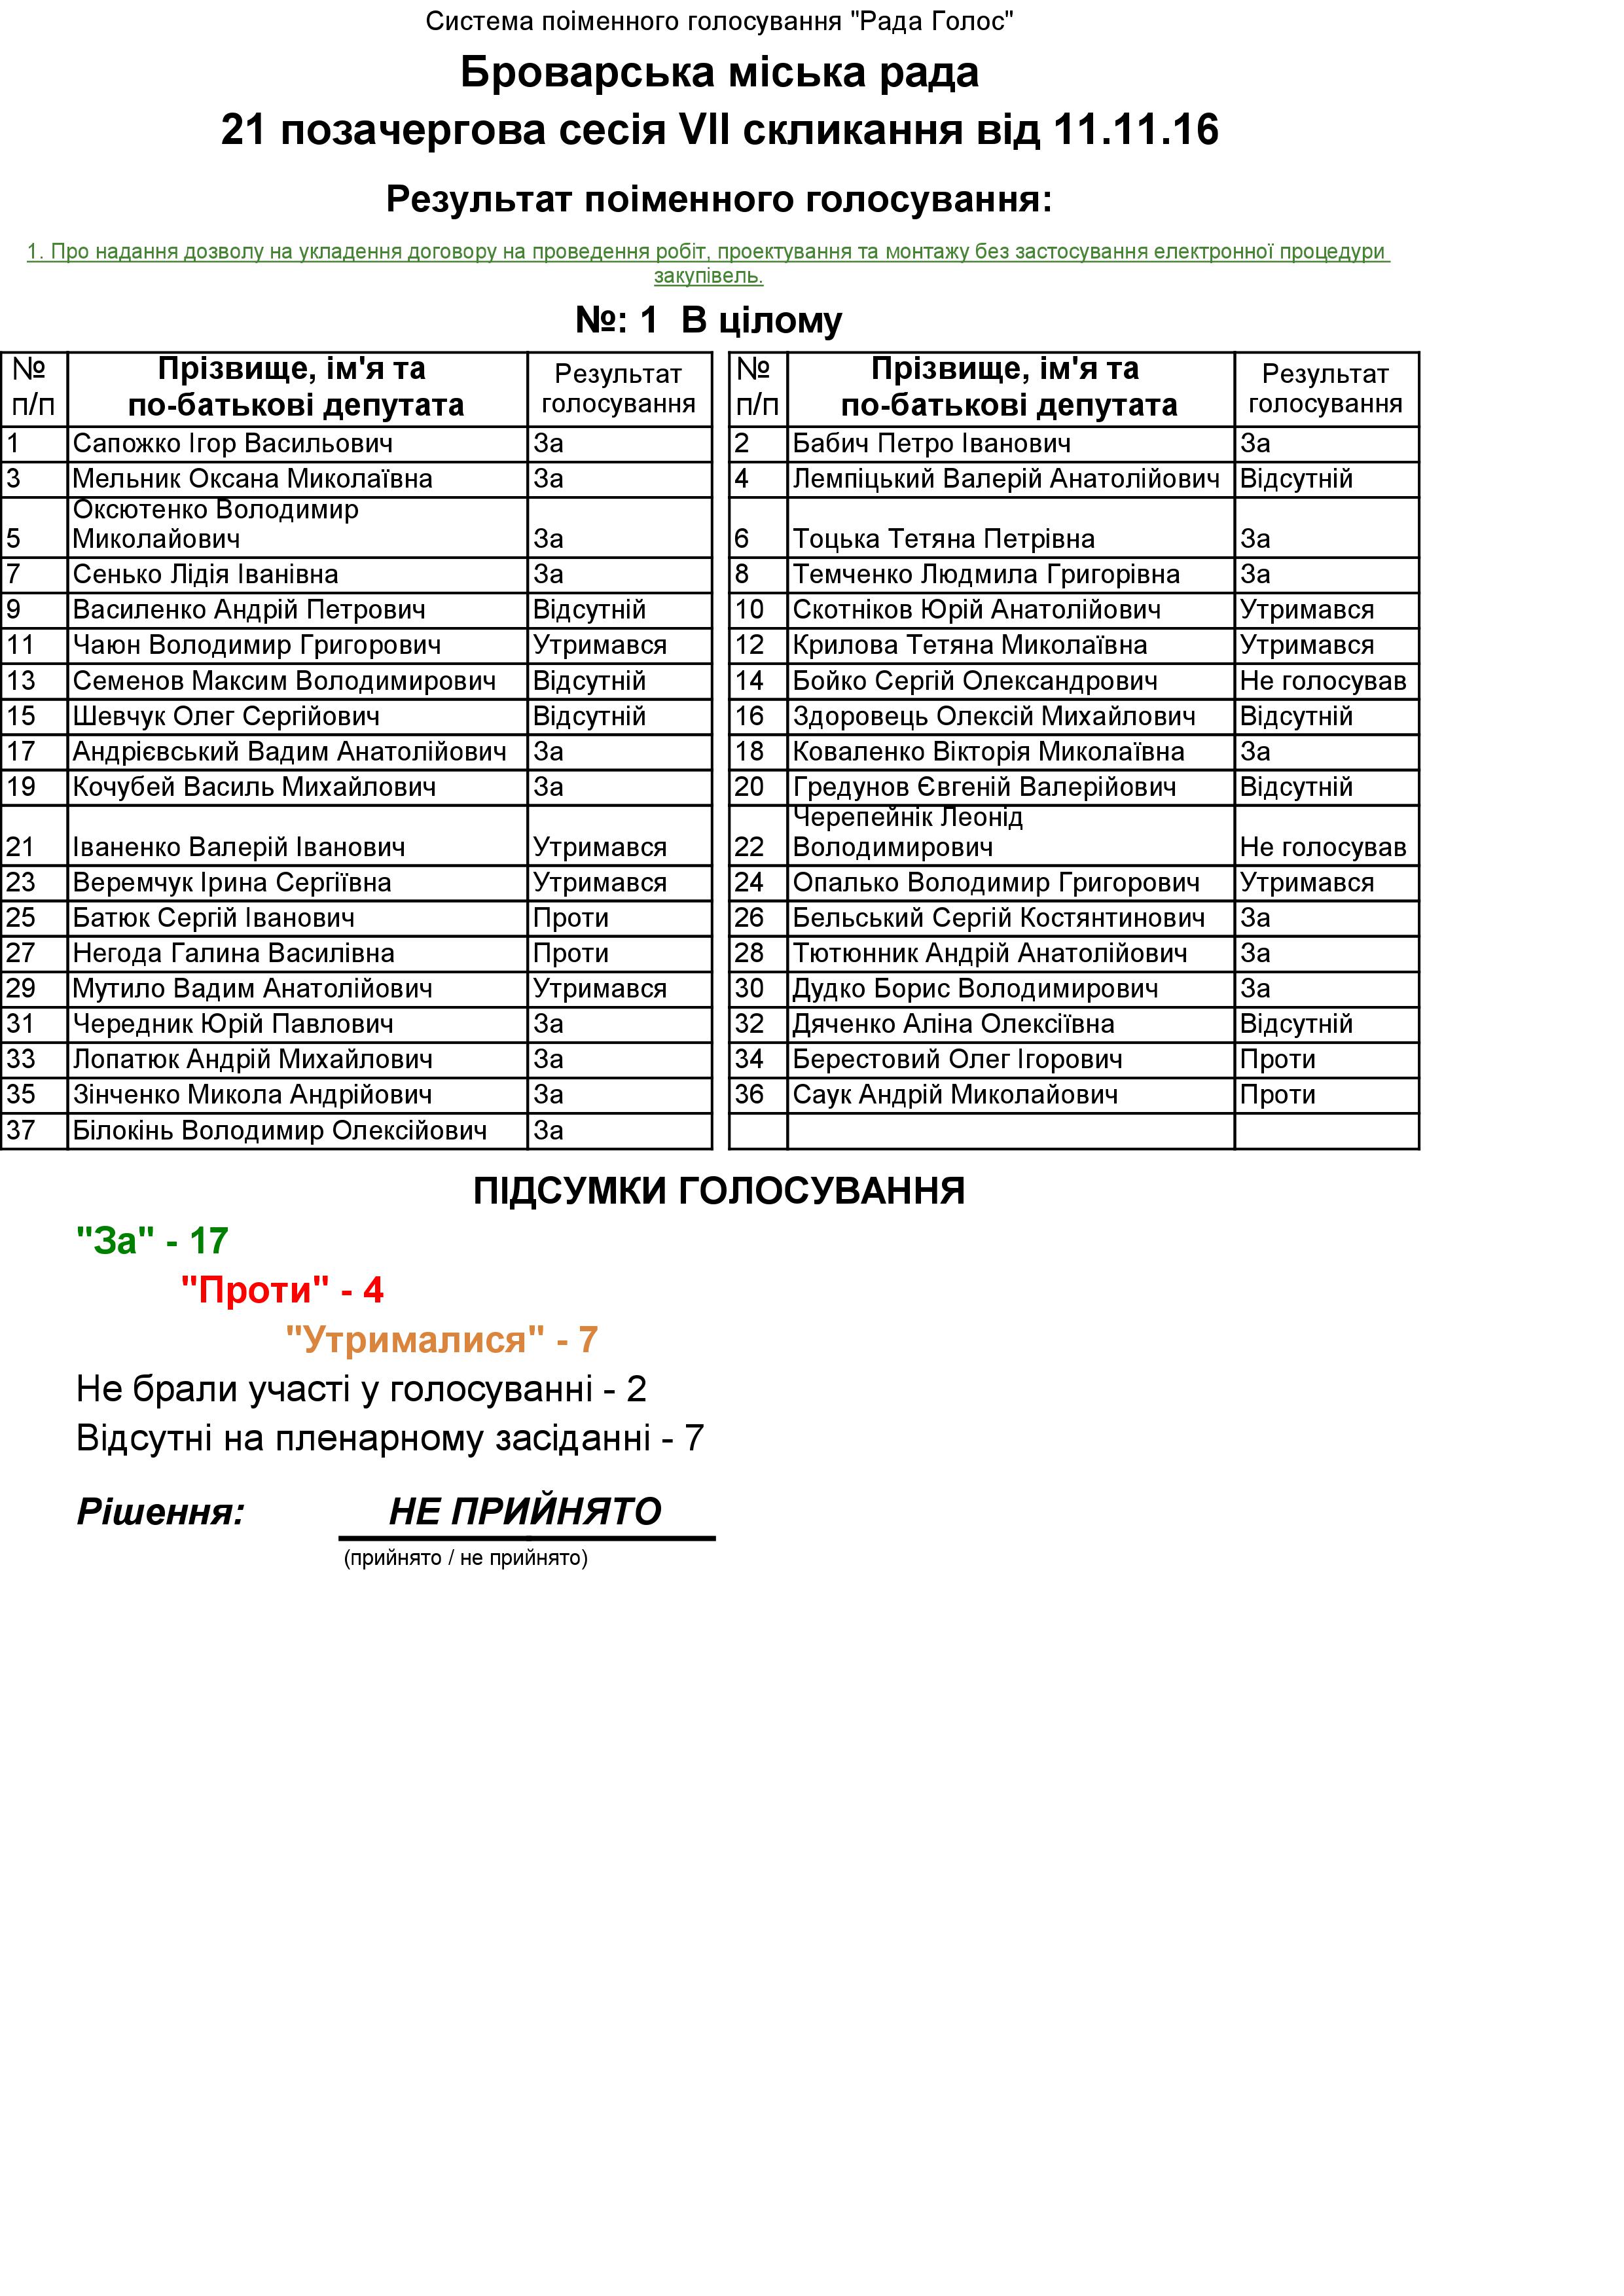 Система поіменного голосування "Рада Голос"
Броварська міська рада
21 позачергова сесія VII скликання від 11.11.16
Результат поіменного голосування:
1. Про надання дозволу на укладення договору на проведення робіт, проектування та монтажу без застосування електронної процедури
закупівель.
№: 1 В цілому
№ п/п Прізвище, ім'я та по-батькові депутата Результат голосування № п/п Прізвище, ім'я та по-батькові депутата Результат голосування
1 Сапожко Ігор Васильович За 2 Бабич Петро Іванович За
3 Мельник Оксана Миколаївна За 4 Лемпіцький Валерій Анатолійович Відсутній
5 Оксютенко Володимир Миколайович За 6 Тоцька Тетяна Петрівна За
7 Сенько Лідія Іванівна За 8 Темченко Людмила Григорівна За
9 Василенко Андрій Петрович Відсутній 10 Скотніков Юрій Анатолійович Утримався
11 Чаюн Володимир Григорович Утримався 12 Крилова Тетяна Миколаївна Утримався
13 Семенов Максим Володимирович Відсутній 14 Бойко Сергій Олександрович Не голосував
15 Шевчук Олег Сергійович Відсутній 16 Здоровець Олексій Михайлович Відсутній
17 Андрієвський Вадим Анатолійович За 18 Коваленко Вікторія Миколаївна За
19 Кочубей Василь Михайлович За 20 Гредунов Євгеній Валерійович Відсутній
21 Іваненко Валерій Іванович Утримався 22 Черепейнік Леонід Володимирович Не голосував
23 Веремчук Ірина Сергіївна Утримався 24 Опалько Володимир Григорович Утримався
25 Батюк Сергій Іванович Проти 26 Бельський Сергій Костянтинович За
27 Негода Галина Василівна Проти 28 Тютюнник Андрій Анатолійович За
29 Мутило Вадим Анатолійович Утримався 30 Дудко Борис Володимирович За
31 Чередник Юрій Павлович За 32 Дяченко Аліна Олексіївна Відсутній
33 Лопатюк Андрій Михайлович За 34 Берестовий Олег Ігорович Проти
35 Зінченко Микола Андрійович За 36 Саук Андрій Миколайович Проти
37 Білокінь Володимир Олексійович За
ПІДСУМКИ ГОЛОСУВАННЯ
"За" - 17
"Проти" - 4
"Утрималися" - 7
Не брали участі у голосуванні - 2
Відсутні на пленарному засіданні - 7
Рішення: НЕ ПРИЙНЯТО
(прийнято / не прийнято)